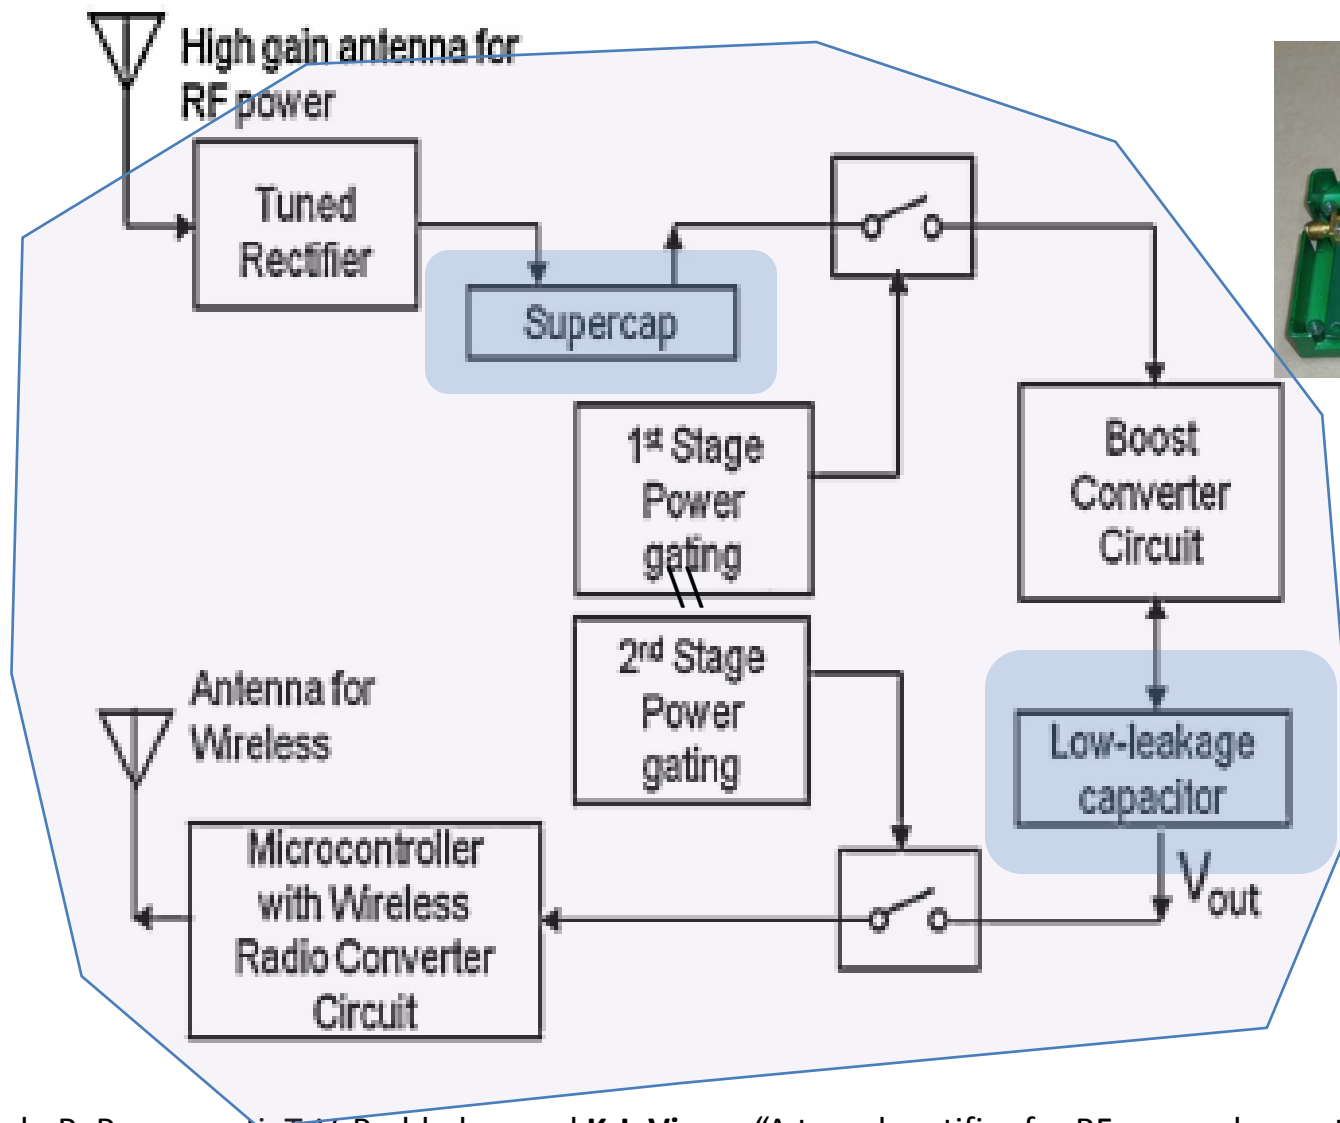 High gain antenna for
RF power
Tuned
Rectifier
Supercap
1st Stage
Power
gating
Boost
Converter
Circuit
2rd Stage
Power
gating
Antenna for
Wireless
Low-leakage
capacitor
Vout
Microcontroller
with Wireless
Radio Converter
Circuit